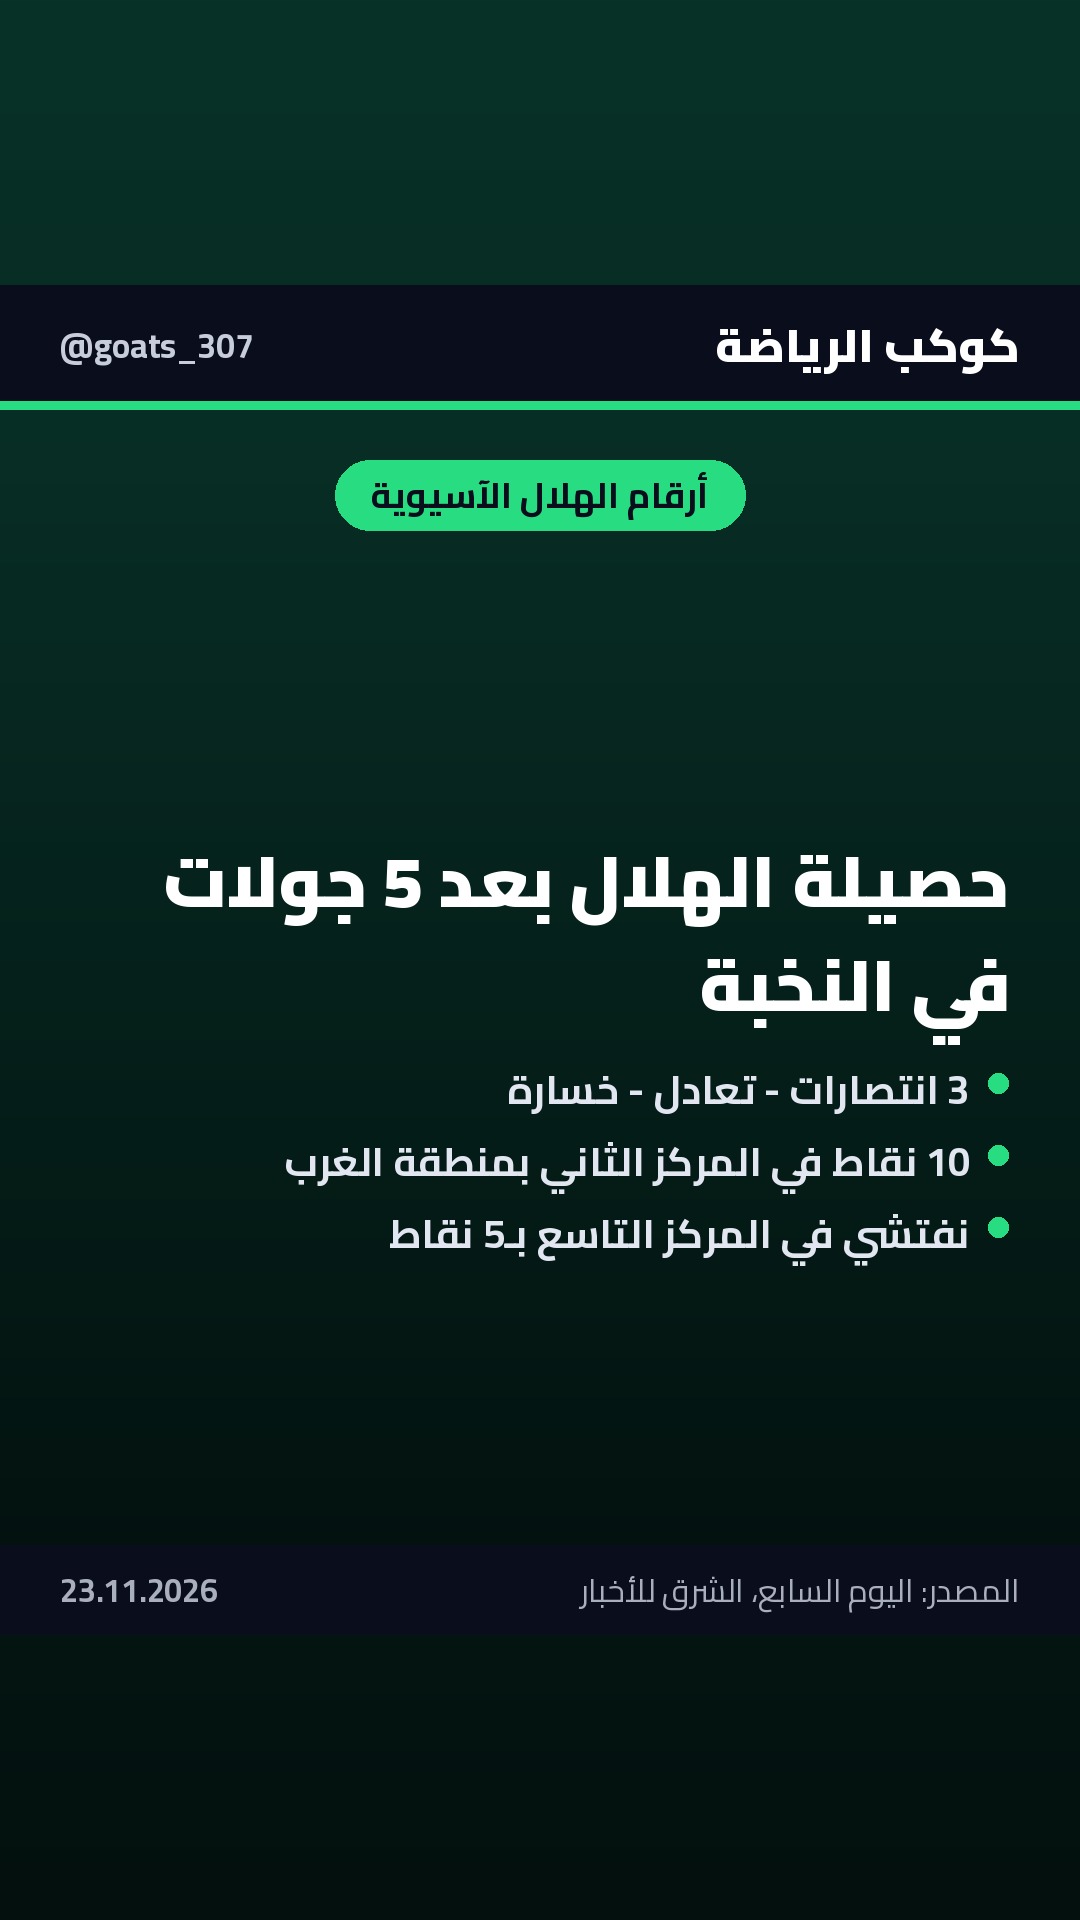 كوكب الرياضة
@goats_307
أرقام الهلال الآسيوية
حصيلة الهلال بعد 5 جولات
في النخبة
3 انتصارات - تعادل - خسارة
10 نقاط في المركز الثاني بمنطقة الغرب
نفتشي في المركز التاسع بـ5 نقاط
المصدر: اليوم السابع، الشرق للأخبار
23.11.2026